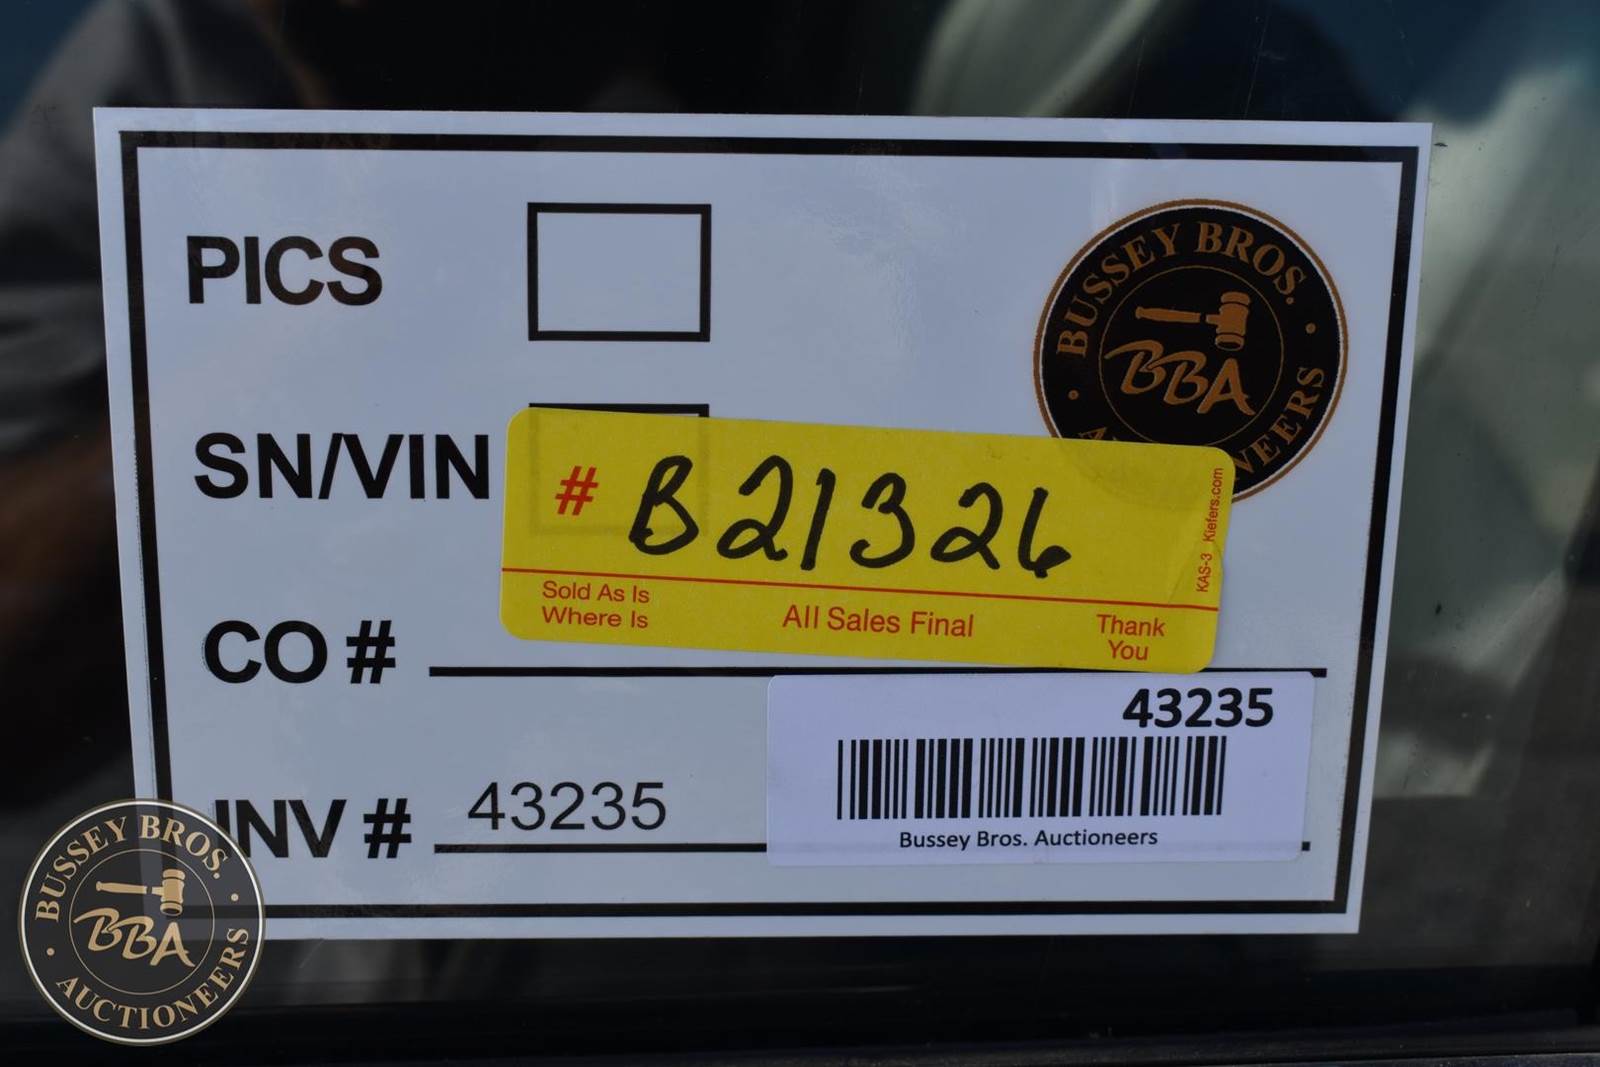 PICS
BUSSEY BROS.
BBA
SN/VIN
# B21326
KAS-3 Kiefers.com
Sold As Is
Where Is
All Sales Final
Thank
You
CO #
43235
INV # 43235
Bussey Bros. Auctioneers
BUSSEY BROS.
BBA
AUCTIONEERS